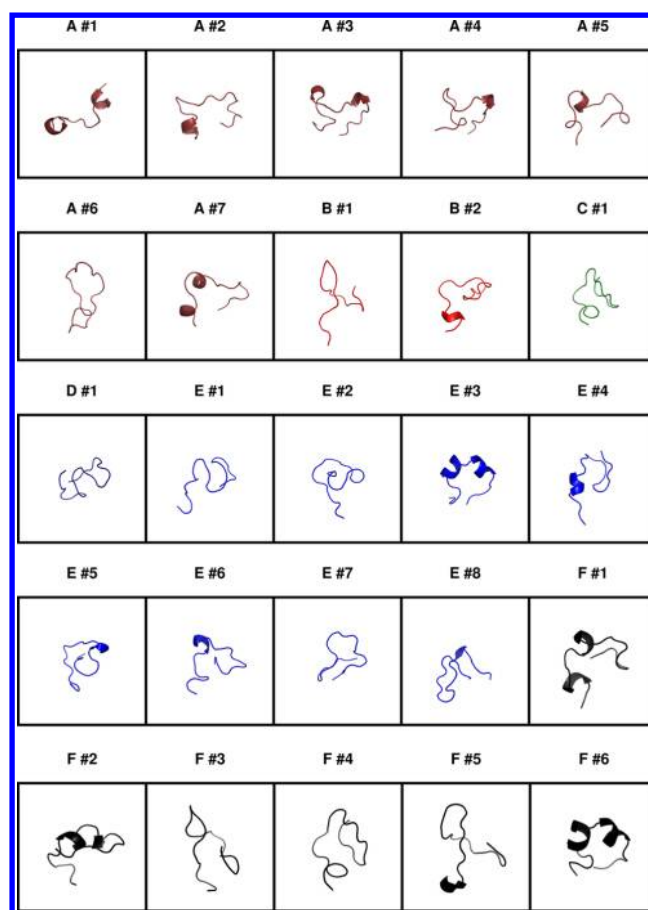 A #1 A #2 A #3 A #4 A #5
A #6 A #7 B #1 B #2 C #1
D #1 E #1 E #2 E #3 E #4
E #5 E #6 E #7 E #8 F #1
F #2 F #3 F #4 F #5 F #6